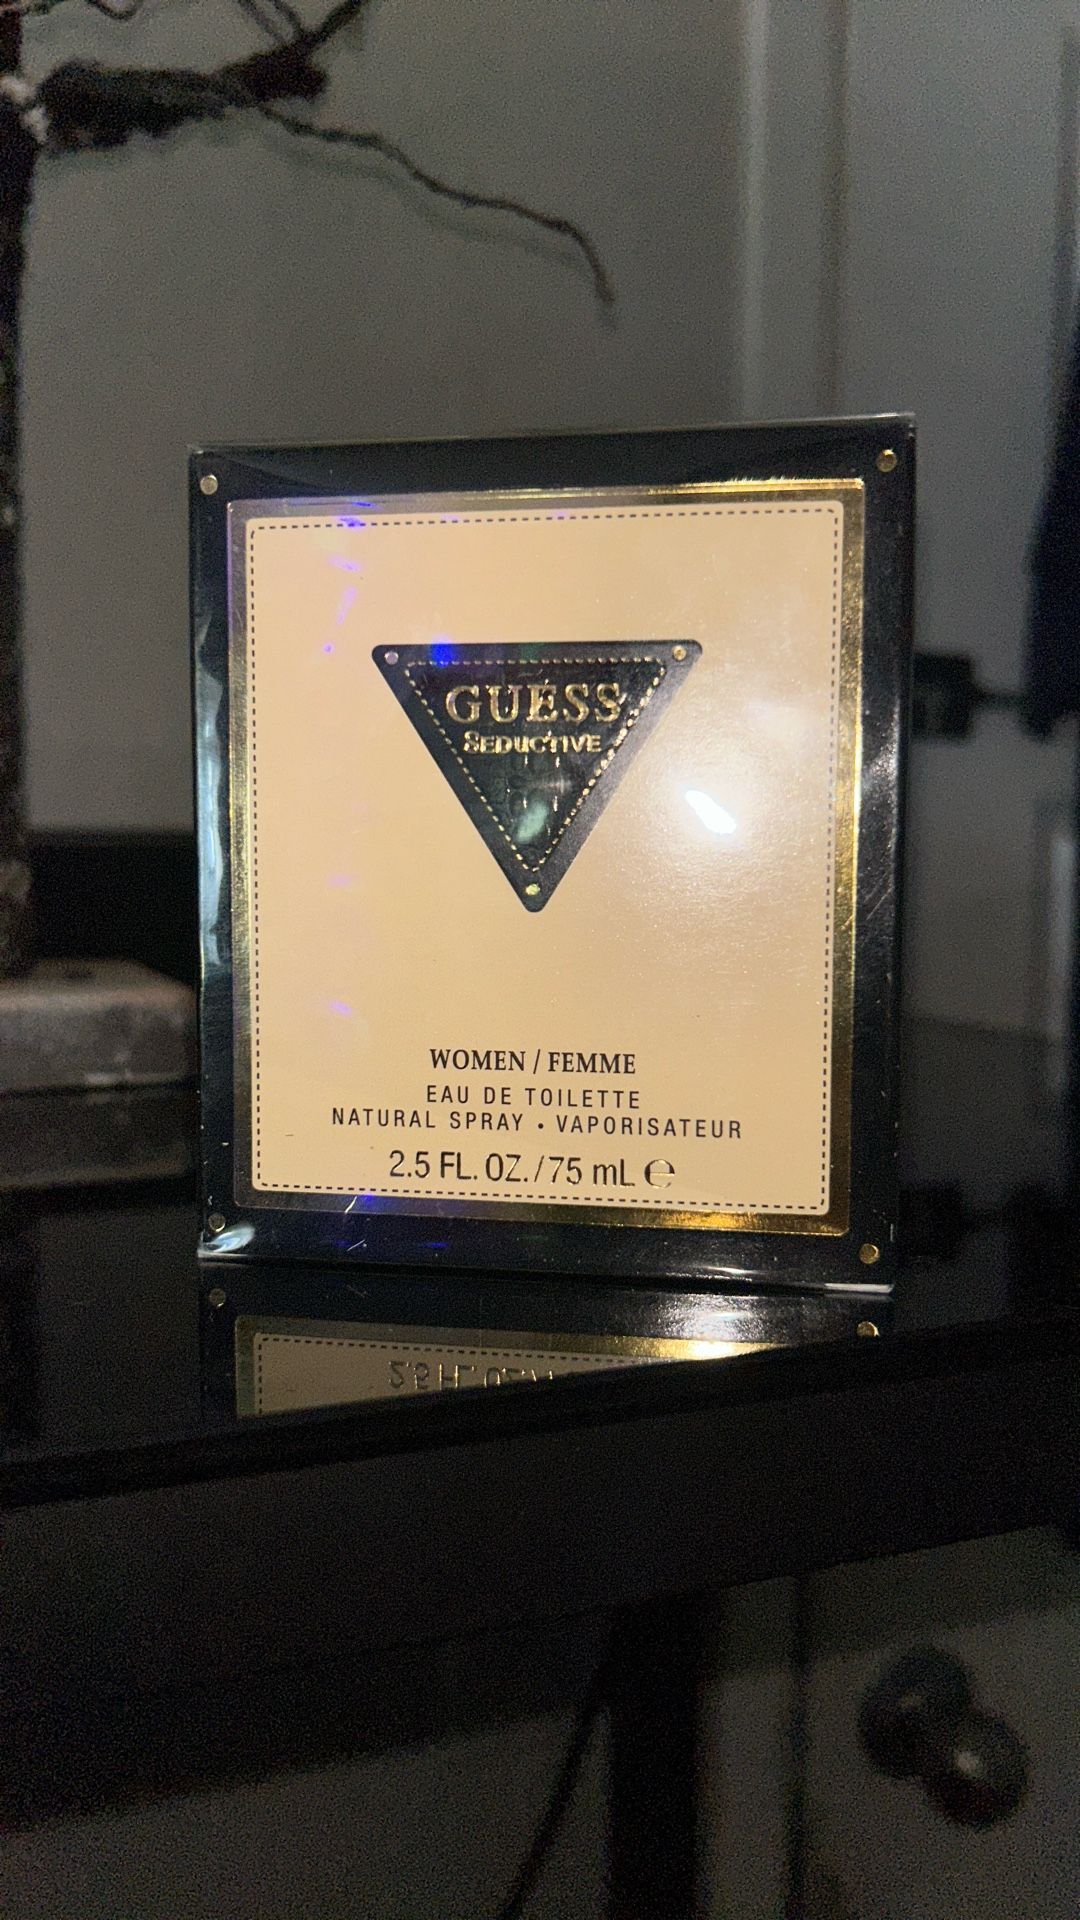 GUESS
SEDUCTIVE
WOMEN / FEMME
EAU DE TOILETTE
NATURAL SPRAY • VAPORISATEUR
2.5 FL. OZ./75 mL ℮